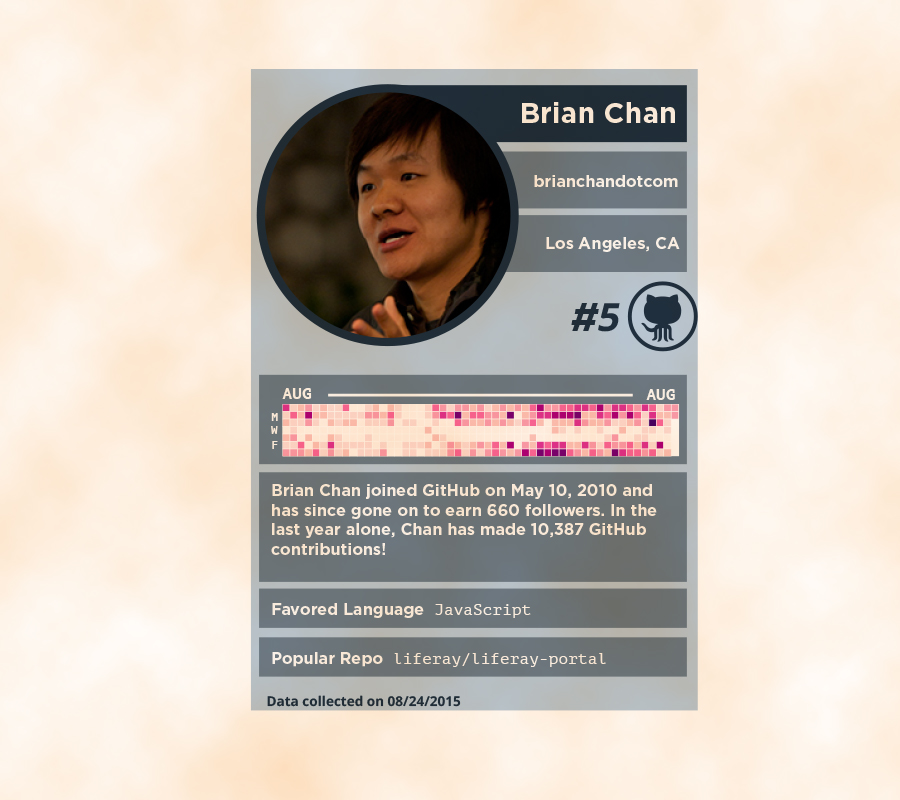 Brian Chan
brianchandotcom
Los Angeles, CA
#5
AUG AUG
M
W
F
Brian Chan joined GitHub on May 10, 2010 and
has since gone on to earn 660 followers. In the
last year alone, Chan has made 10,387 GitHub
contributions!
Favored Language JavaScript
Popular Repo liferay/liferay-portal
Data collected on 08/24/2015